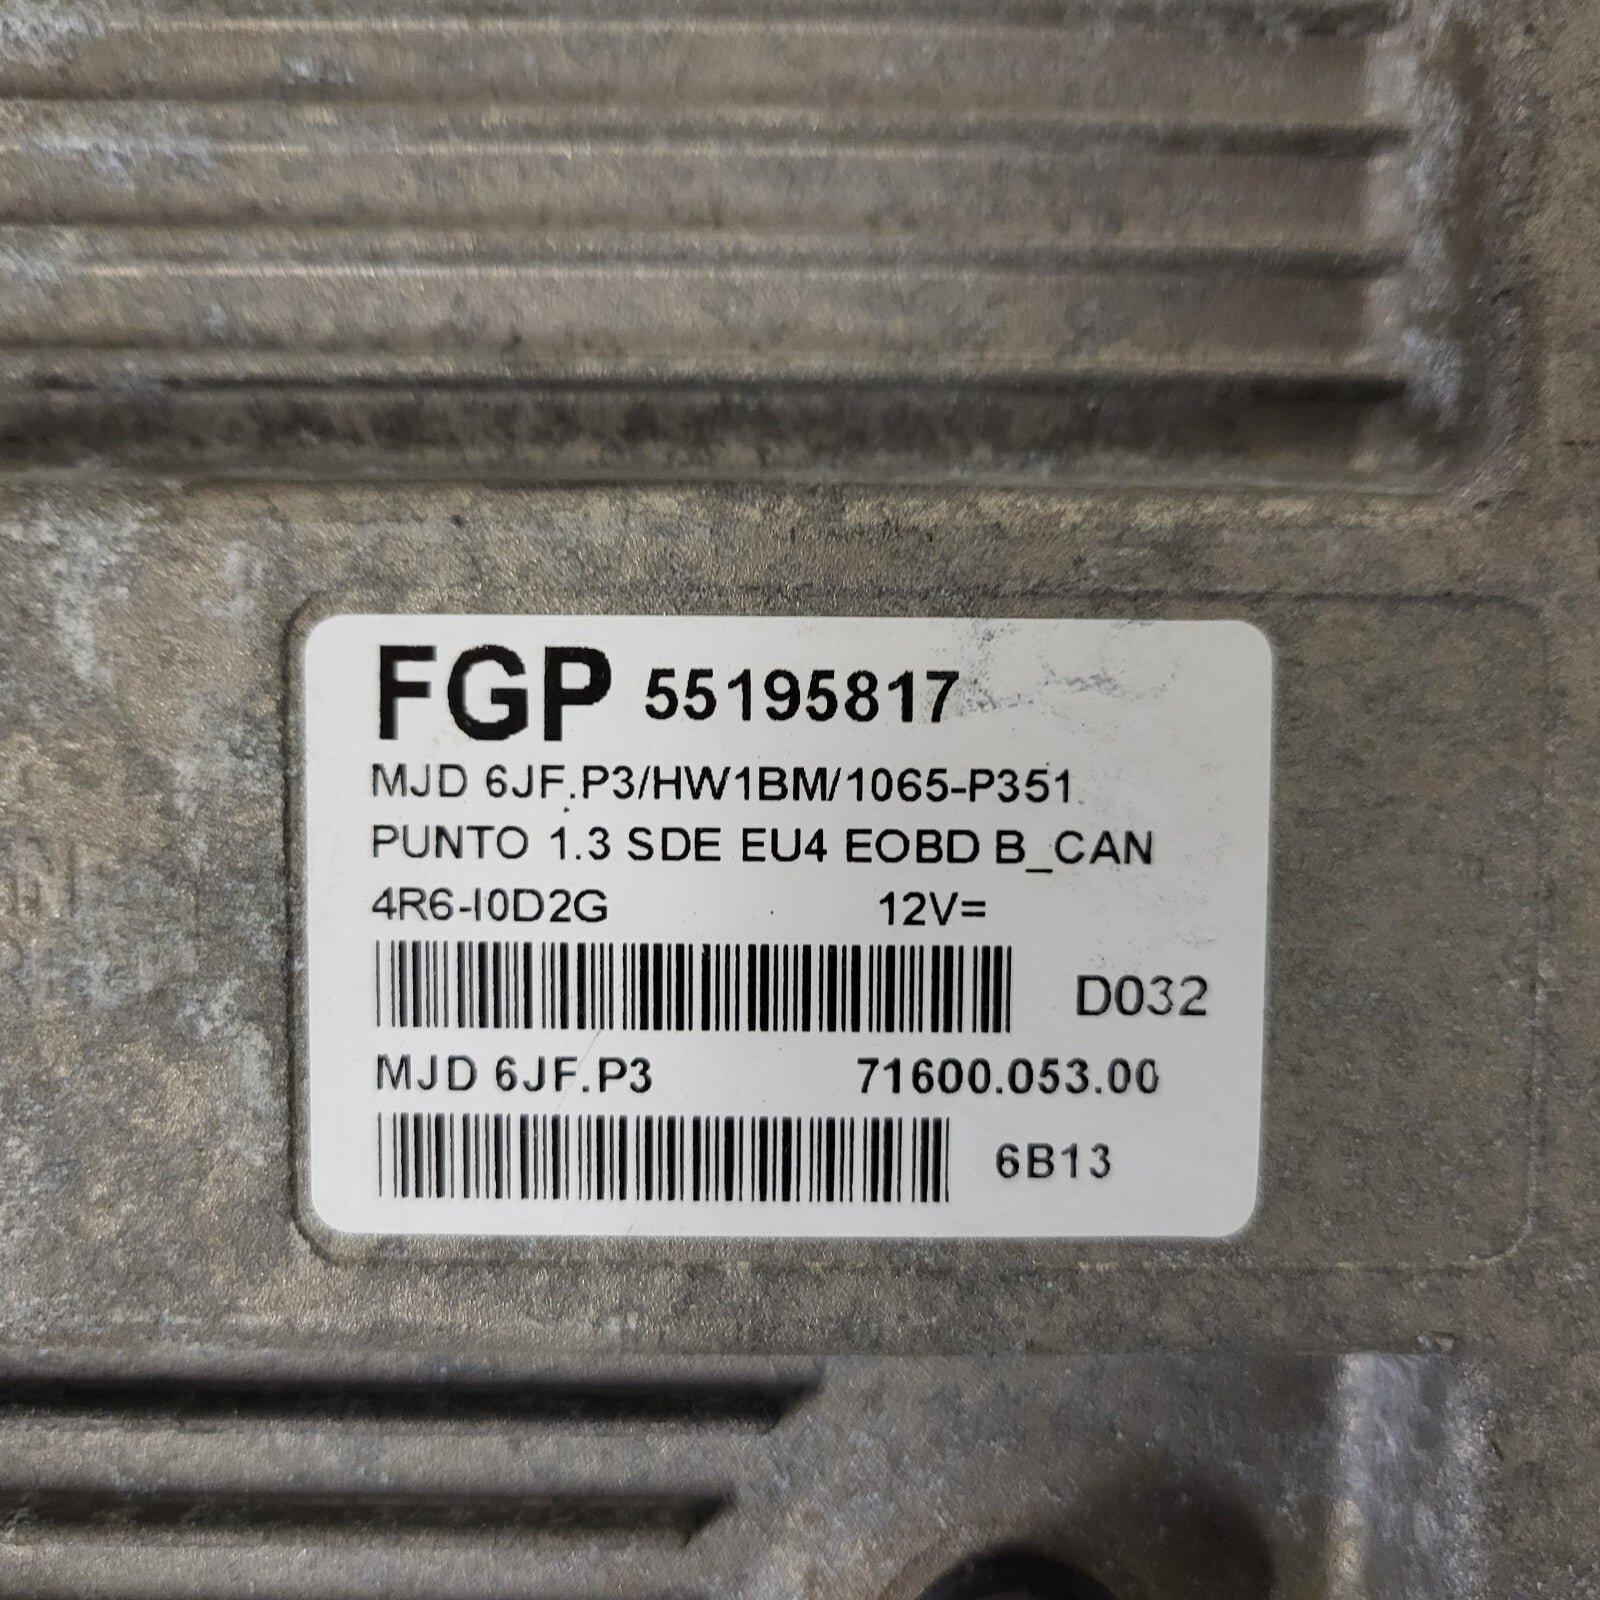 FGP 55195817
MJD 6JF.P3/HW1BM/1065-P351
PUNTO 1.3 SDE EU4 EOBD B_CAN
4R6-I0D2G 12V=
D032
MJD 6JF.P3 71600.053.00
6B13